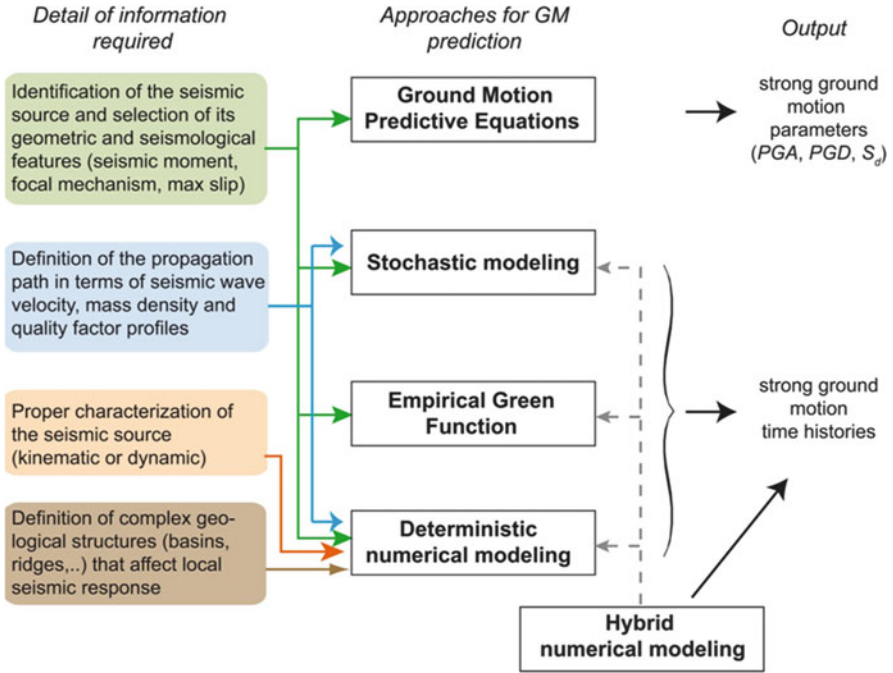 Detail of information
required
Approaches for GM
prediction
Output
Identification of the seismic
source and selection of its
geometric and seismological
features (seismic moment,
focal mechanism, max slip)
Ground Motion
Predictive Equations
strong ground
motion
parameters
(PGA, PGD, Sd)
Definition of the propagation
path in terms of seismic wave
velocity, mass density and
quality factor profiles
Stochastic modeling
Proper characterization of
the seismic source
(kinematic or dynamic)
Empirical Green
Function
strong ground
motion
time histories
Definition of complex geo-
logical structures (basins,
ridges,..) that affect local
seismic response
Deterministic
numerical modeling
Hybrid
numerical modeling